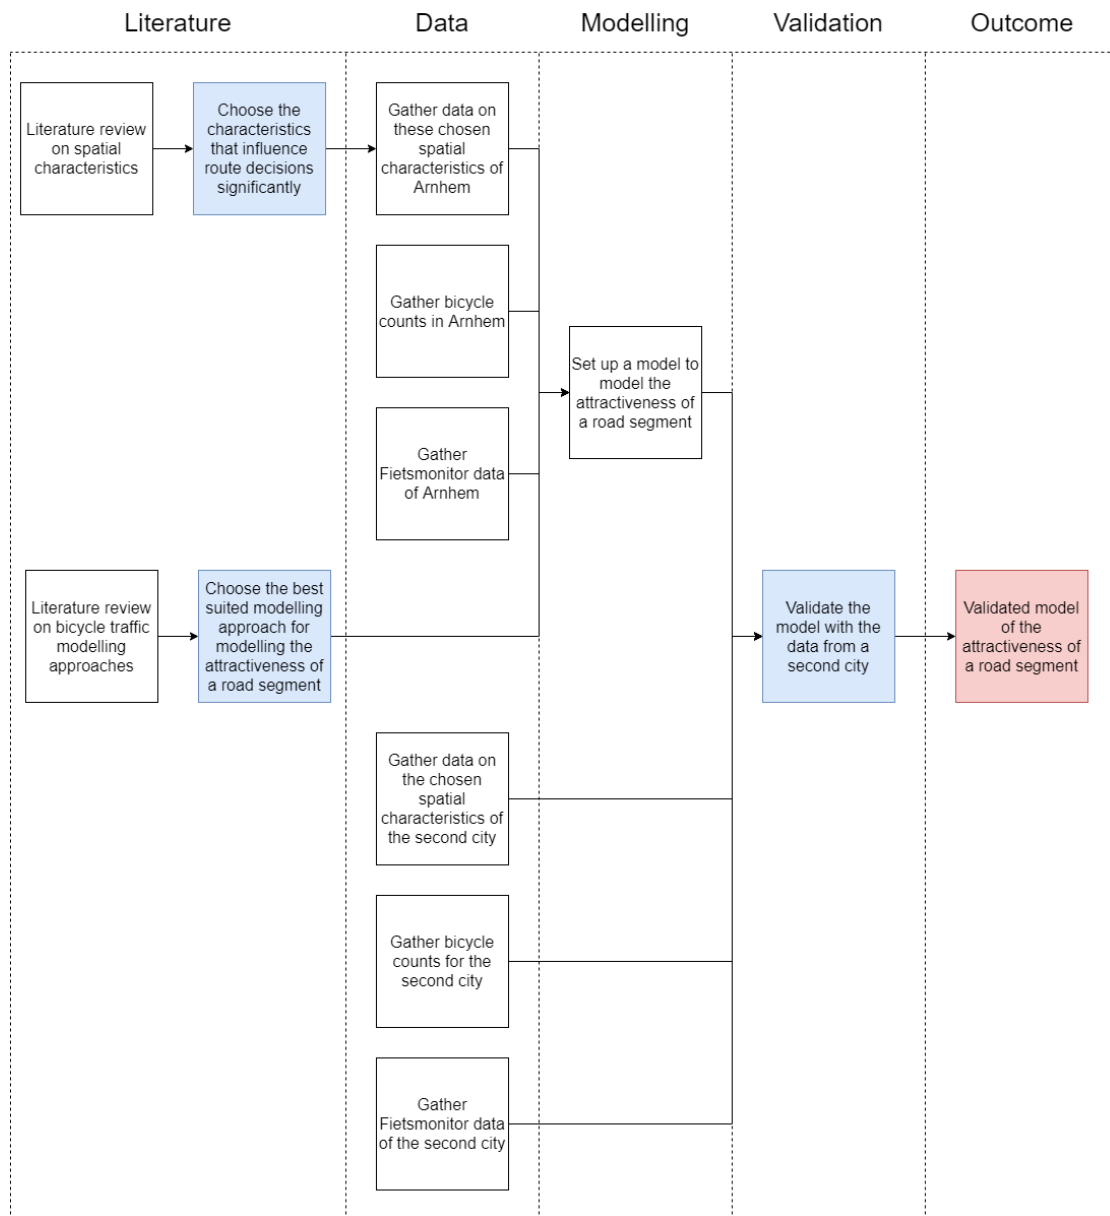 Literature
Data
Modelling
Validation
Outcome
Literature review
on spatial
characteristics
Choose the
characteristics
that influence
route decisions
significantly
Gather data on
these chosen
spatial
characteristics of
Arnhem
Gather bicycle
counts in Arnhem
Set up a model to
model the
attractiveness of
a road segment
Gather
Fietsmonitor data
of Arnhem
Literature review
on bicycle traffic
modelling
approaches
Choose the best
suited modelling
approach for
modelling the
attractiveness of
a road segment
Validate the
model with the
data from a
second city
Validated model
of the
attractiveness of
a road segment
Gather data on
the chosen
spatial
characteristics of
the second city
Gather bicycle
counts for the
second city
Gather
Fietsmonitor data
of the second city